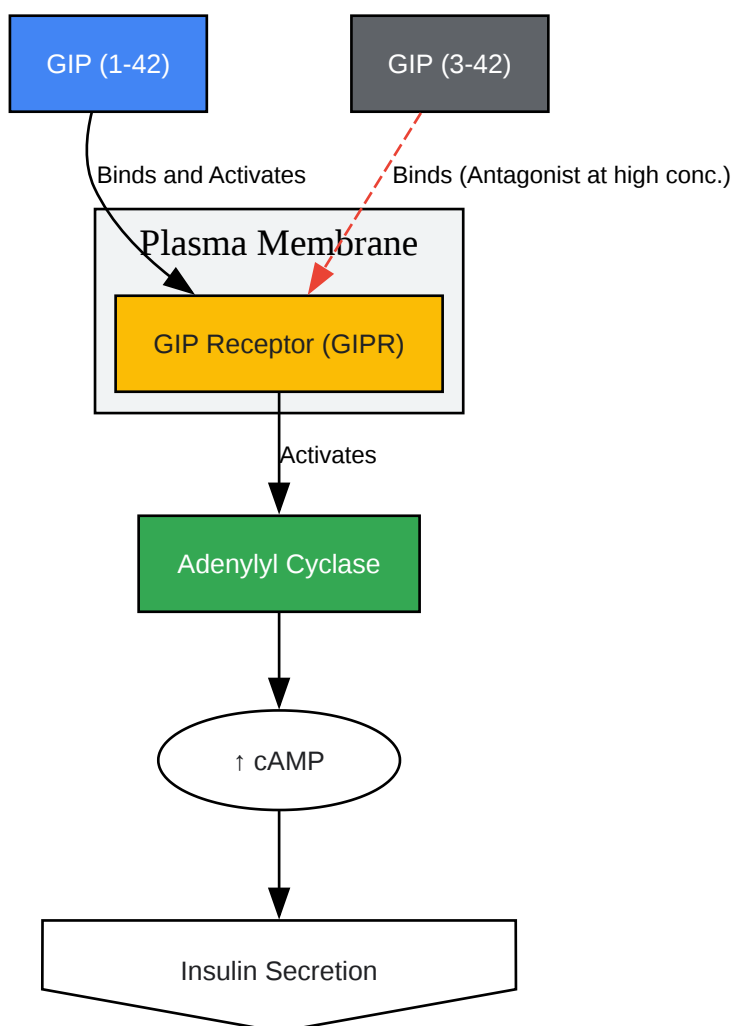 GIP (1-42)
GIP (3-42)
Binds and Activates
Binds (Antagonist at high conc.)
Plasma Membrane
GIP Receptor (GIPR)
Activates
Adenylyl Cyclase
↑ cAMP
Insulin Secretion